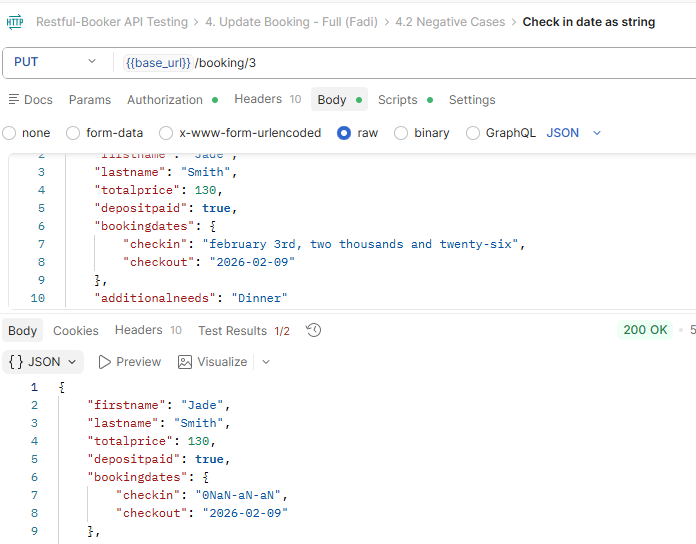 HTTP Restful-Booker API Testing > 4. Update Booking - Full (Fadi) > 4.2 Negative Cases > Check in date as string
PUT {{base_url}} /booking/3
Docs Params Authorization Headers 10 Body Scripts Settings
none form-data x-www-form-urlencoded raw binary GraphQL JSON
2 "firstname": "Jade",
3 "lastname": "Smith",
4 "totalprice": 130,
5 "depositpaid": true,
6 "bookingdates": {
7 "checkin": "february 3rd, two thousands and twenty-six",
8 "checkout": "2026-02-09"
9 },
10 "additionalneeds": "Dinner"
Body Cookies Headers 10 Test Results 1/2 200 OK • 5
{} JSON Preview Visualize
1 {
2 "firstname": "Jade",
3 "lastname": "Smith",
4 "totalprice": 130,
5 "depositpaid": true,
6 "bookingdates": {
7 "checkin": "0NaN-aN-aN",
8 "checkout": "2026-02-09"
9 },